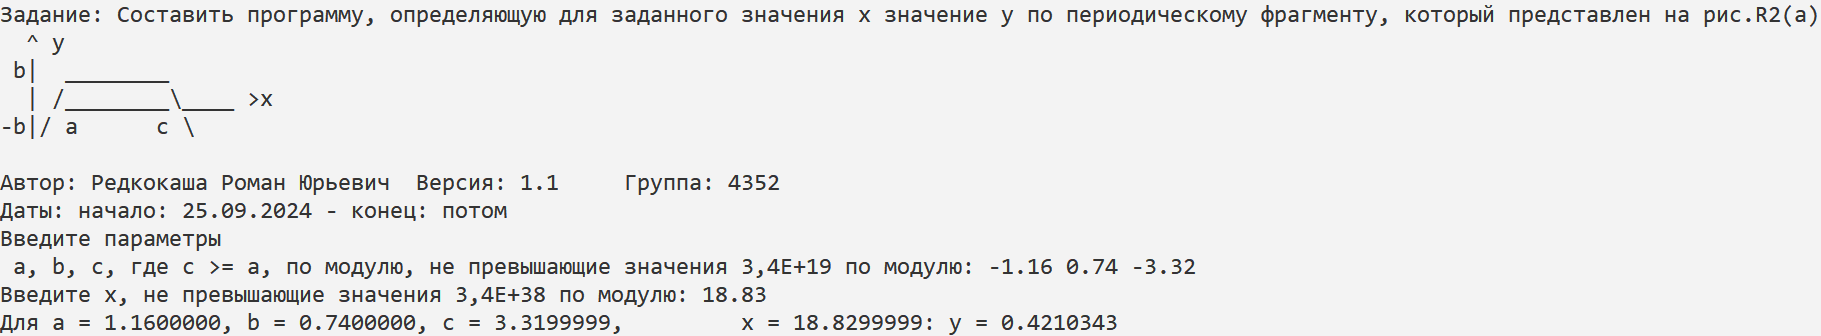 Задание: Составить программу, определяющую для заданного значения x значение y по периодическому фрагменту, который представлен на рис.R2(a)
  ^ y
 b|  ________
  | /________\____ >x
-b|/ a      c \
Автор: Редкокаша Роман Юрьевич  Версия: 1.1     Группа: 4352
Даты: начало: 25.09.2024 - конец: потом
Введите параметры
 a, b, c, где c >= a, по модулю, не превышающие значения 3,4E+19 по модулю: -1.16 0.74 -3.32
Введите x, не превышающие значения 3,4E+38 по модулю: 18.83
Для a = 1.1600000, b = 0.7400000, c = 3.3199999,         x = 18.8299999: y = 0.4210343